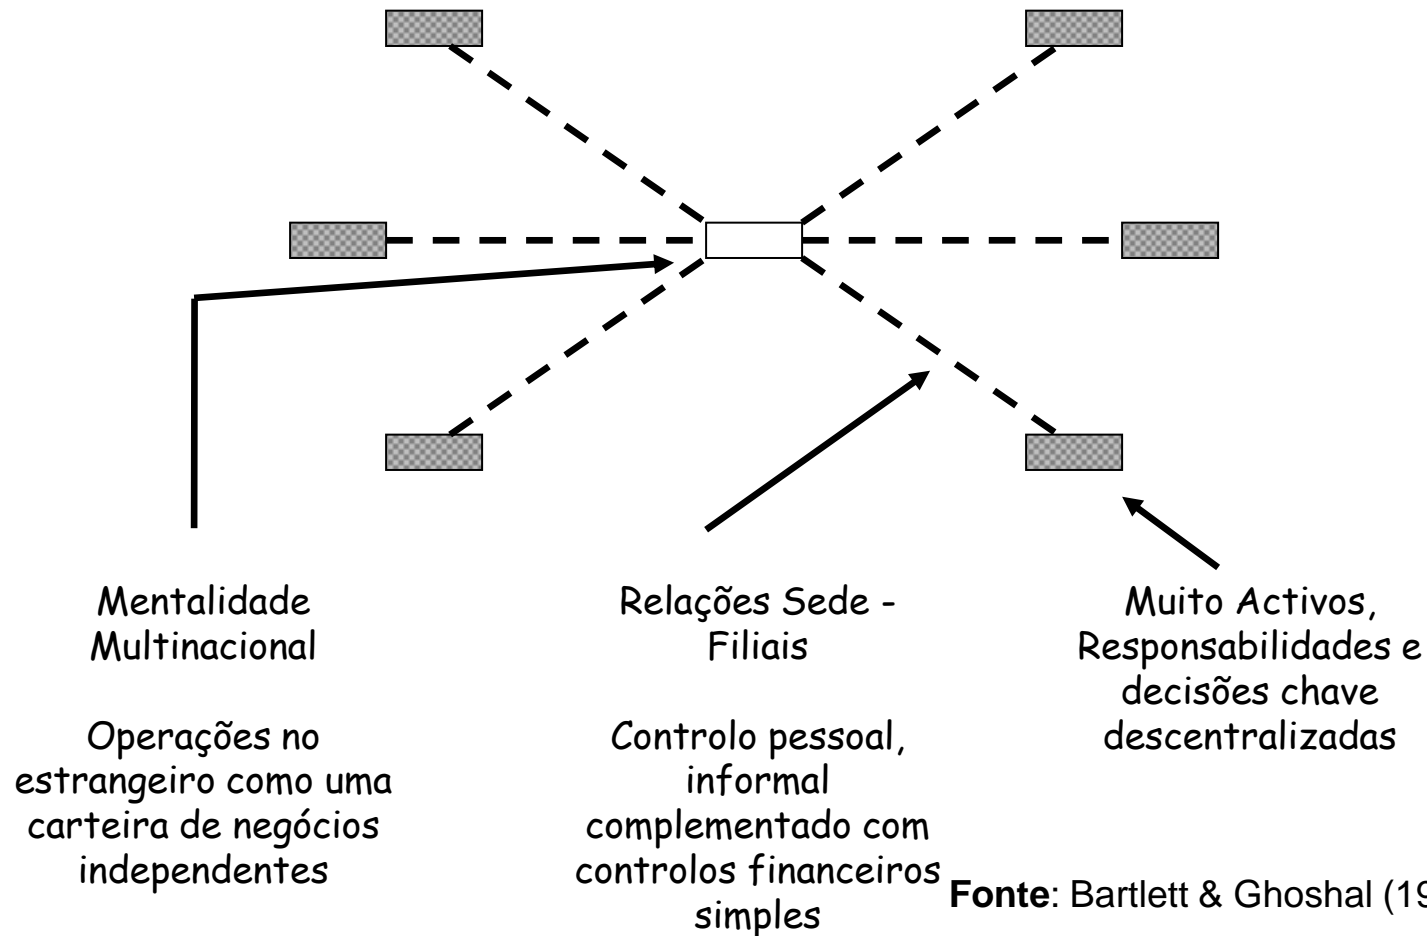 Mentalidade
Multinacional
Operações no
estrangeiro como uma
carteira de negócios
independentes
Relações Sede -
Filiais
Controlo pessoal,
informal
complementado com
controlos financeiros
simples
Muito Activos,
Responsabilidades e
decisões chave
descentralizadas
Fonte: Bartlett & Ghoshal (19